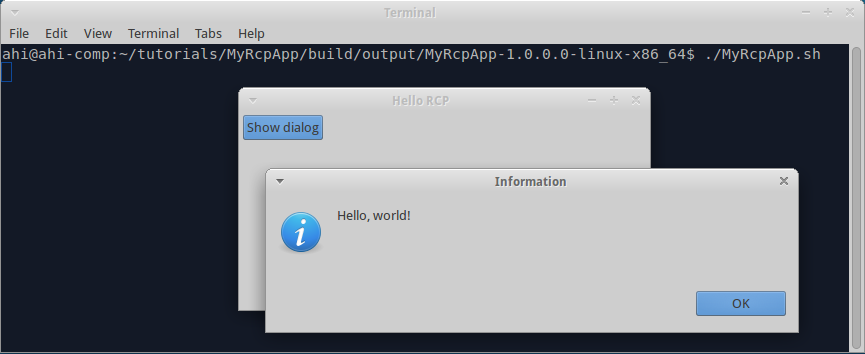 Terminal
File Edit View Terminal Tabs Help
ahi@ahi-comp:~/tutorials/MyRcpApp/build/output/MyRcpApp-1.0.0.0-linux-x86_64$ ./MyRcpApp.sh
Hello RCP
Show dialog
Information
Hello, world!
OK